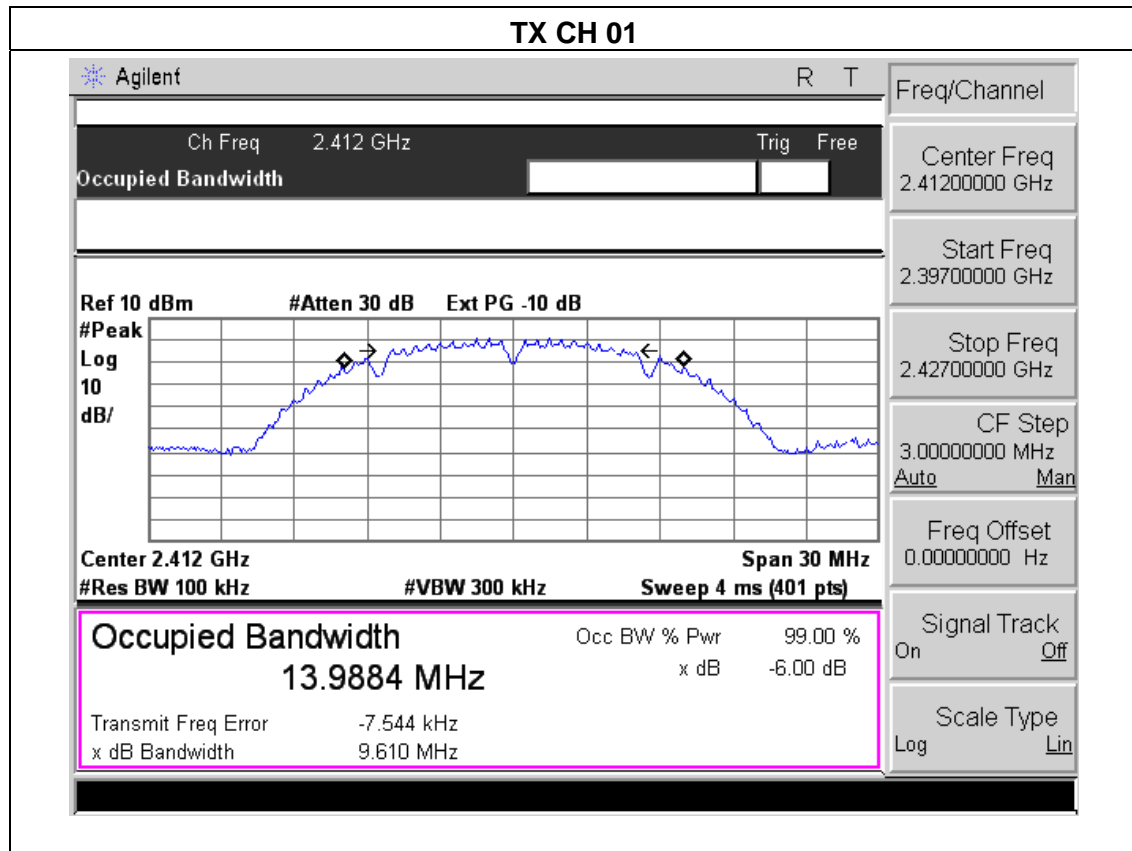 TX CH 01
Agilent R T
Ch Freq 2.412 GHz Trig Free
Occupied Bandwidth
Ref 10 dBm #Atten 30 dB Ext PG -10 dB
#Peak
Log
10
dB/
Center 2.412 GHz Span 30 MHz
#Res BW 100 kHz #VBW 300 kHz Sweep 4 ms (401 pts)
Occupied Bandwidth
13.9884 MHz
Occ BW % Pwr 99.00 %
x dB -6.00 dB
Transmit Freq Error -7.544 kHz
x dB Bandwidth 9.610 MHz
Freq/Channel
Center Freq
2.41200000 GHz
Start Freq
2.39700000 GHz
Stop Freq
2.42700000 GHz
CF Step
3.00000000 MHz
Auto Man
Freq Offset
0.00000000 Hz
Signal Track
On Off
Scale Type
Log Lin